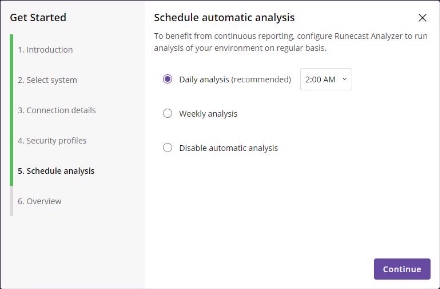 Get Started
1. Introduction
2. Select system
3. Connection details
4. Security profiles
5. Schedule analysis
6. Overview
Schedule automatic analysis
To benefit from continuous reporting, configure Runecast Analyzer to run
analysis of your environment on regular basis.
Daily analysis (recommended) 2:00 AM
Weekly analysis
Disable automatic analysis
Continue